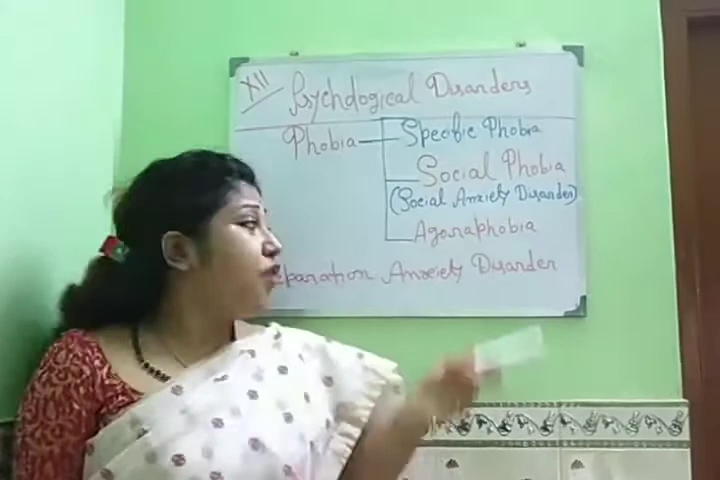 XII
Psychological Disorders
Phobia Specific Phobia
Social Phobia
(Social Anxiety Disorder)
Agoraphobia
Anxiety Disorder